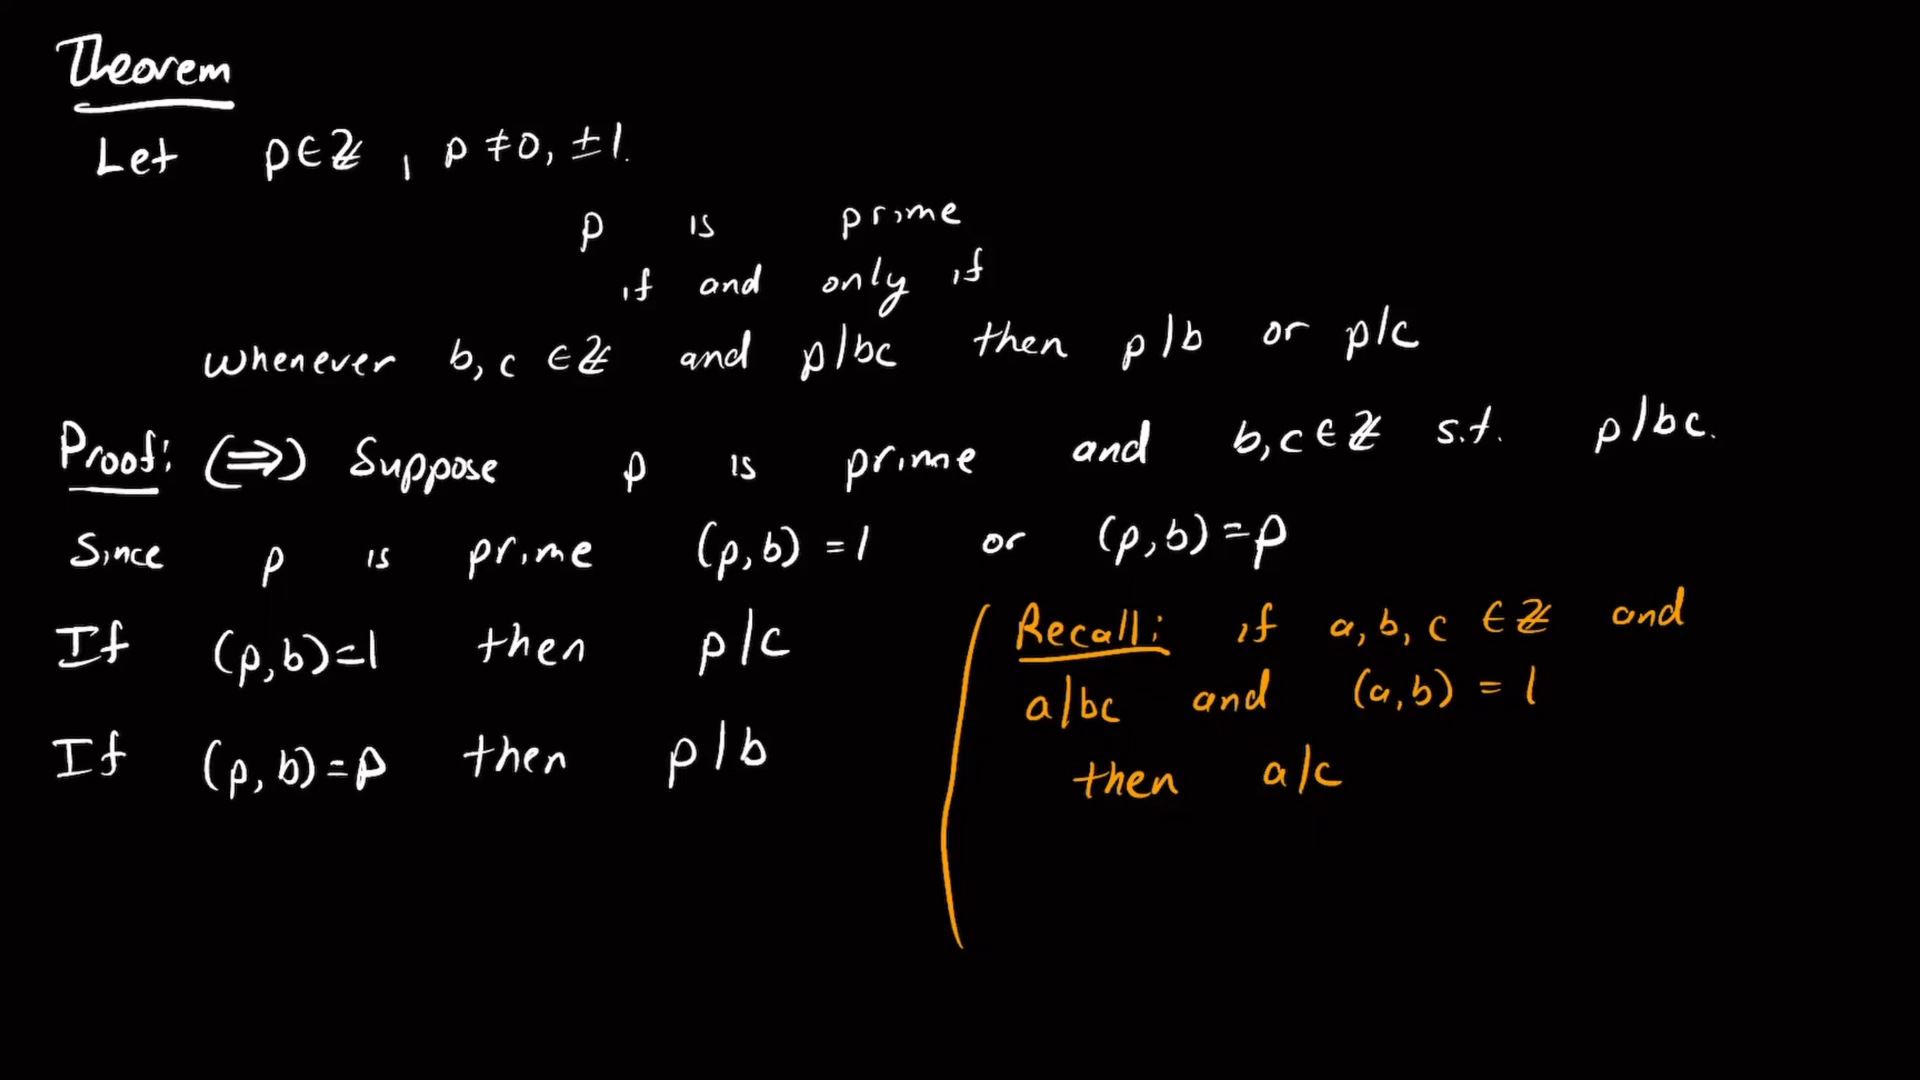 Theorem
Let p∈ℤ, p≠0, ±1.
p is prime
if and only if
whenever b, c ∈ℤ and p|bc then p|b or p|c
Proof: (⇒) Suppose p is prime and b,c∈ℤ s.t. p|bc.
Since p is prime (p,b)=1 or (p,b)=p
If (p,b)=1 then p|c
If (p,b)=p then p|b
Recall: if a, b, c ∈ℤ and
a|bc and (a,b) = 1
then a|c